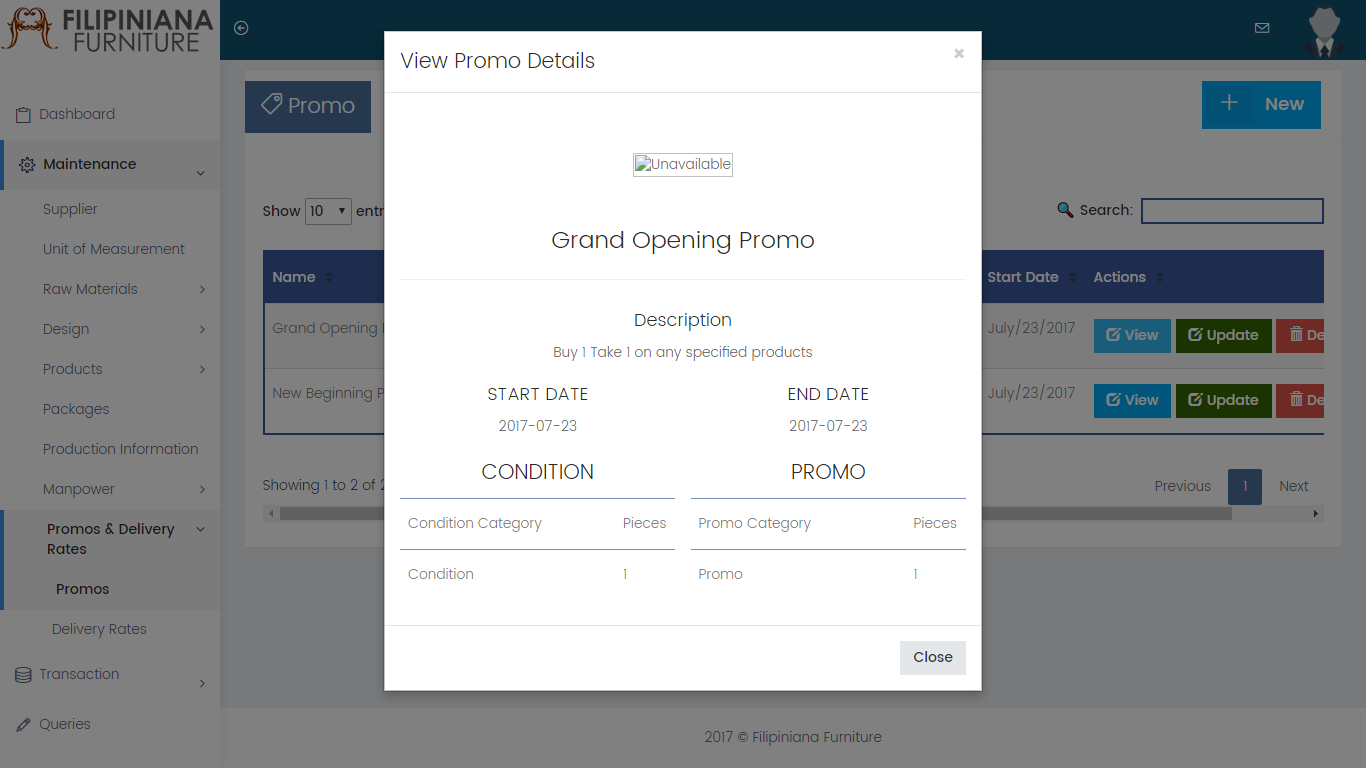 FILIPINIANA
FURNITURE
View Promo Details
×
Dashboard
Promo
New
Unavailable
Maintenance
Supplier
Show 10 entr
Search:
Unit of Measurement
Grand Opening Promo
Name
Start Date
Actions
Raw Materials
Description
Grand Opening
July/23/2017
View
Update
De
Design
Buy 1 Take 1 on any specified products
Products
START DATE
END DATE
New Beginning P
July/23/2017
View
Update
De
Packages
2017-07-23
2017-07-23
Production Information
CONDITION
PROMO
Manpower
Showing 1 to 2 of 2
Previous
1
Next
Promos & Delivery
Rates
Condition Category
Pieces
Promo Category
Pieces
Promos
Condition
1
Promo
1
Delivery Rates
Close
Transaction
Queries
2017 © Filipiniana Furniture